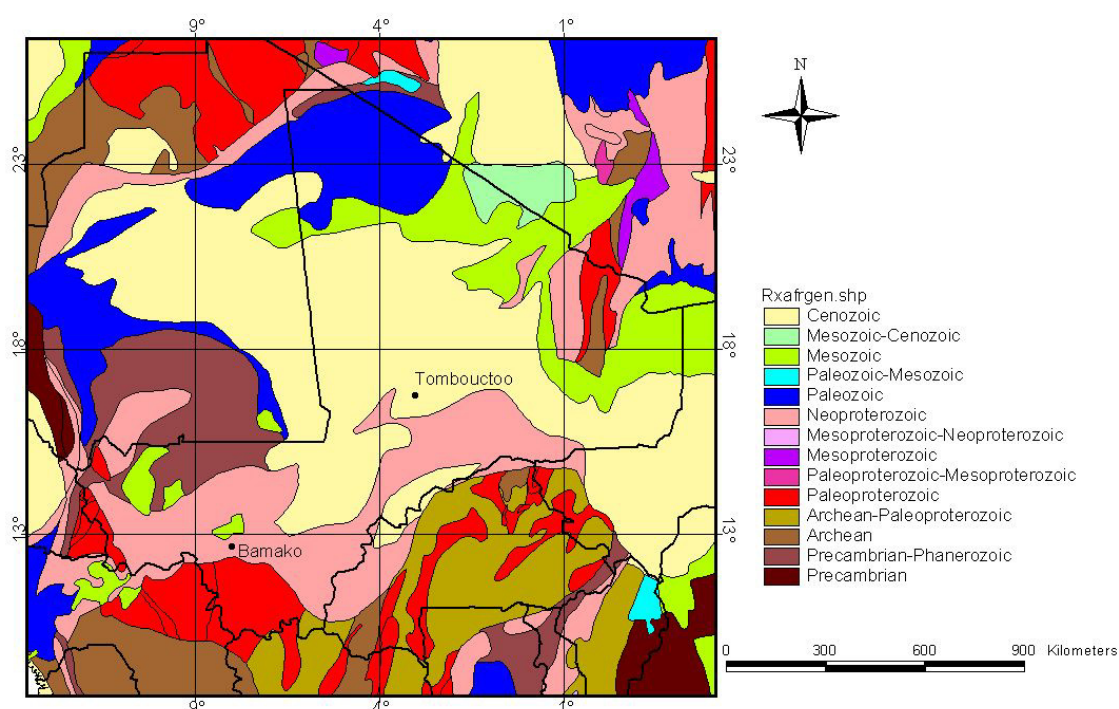 9° 4° 1°
N
23° 23°
Rxafrgen.shp
Cenozoic
Mesozoic-Cenozoic
Mesozoic
Paleozoic-Mesozoic
Paleozoic
Neoproterozoic
Mesoproterozoic-Neoproterozoic
Mesoproterozoic
Paleoproterozoic-Mesoproterozoic
Paleoproterozoic
Archean-Paleoproterozoic
Archean
Precambrian-Phanerozoic
Precambrian
18° 18°
Tombouctoo
13° 13°
Bamako
0 300 600 900 Kilometers
9° 4° 1°